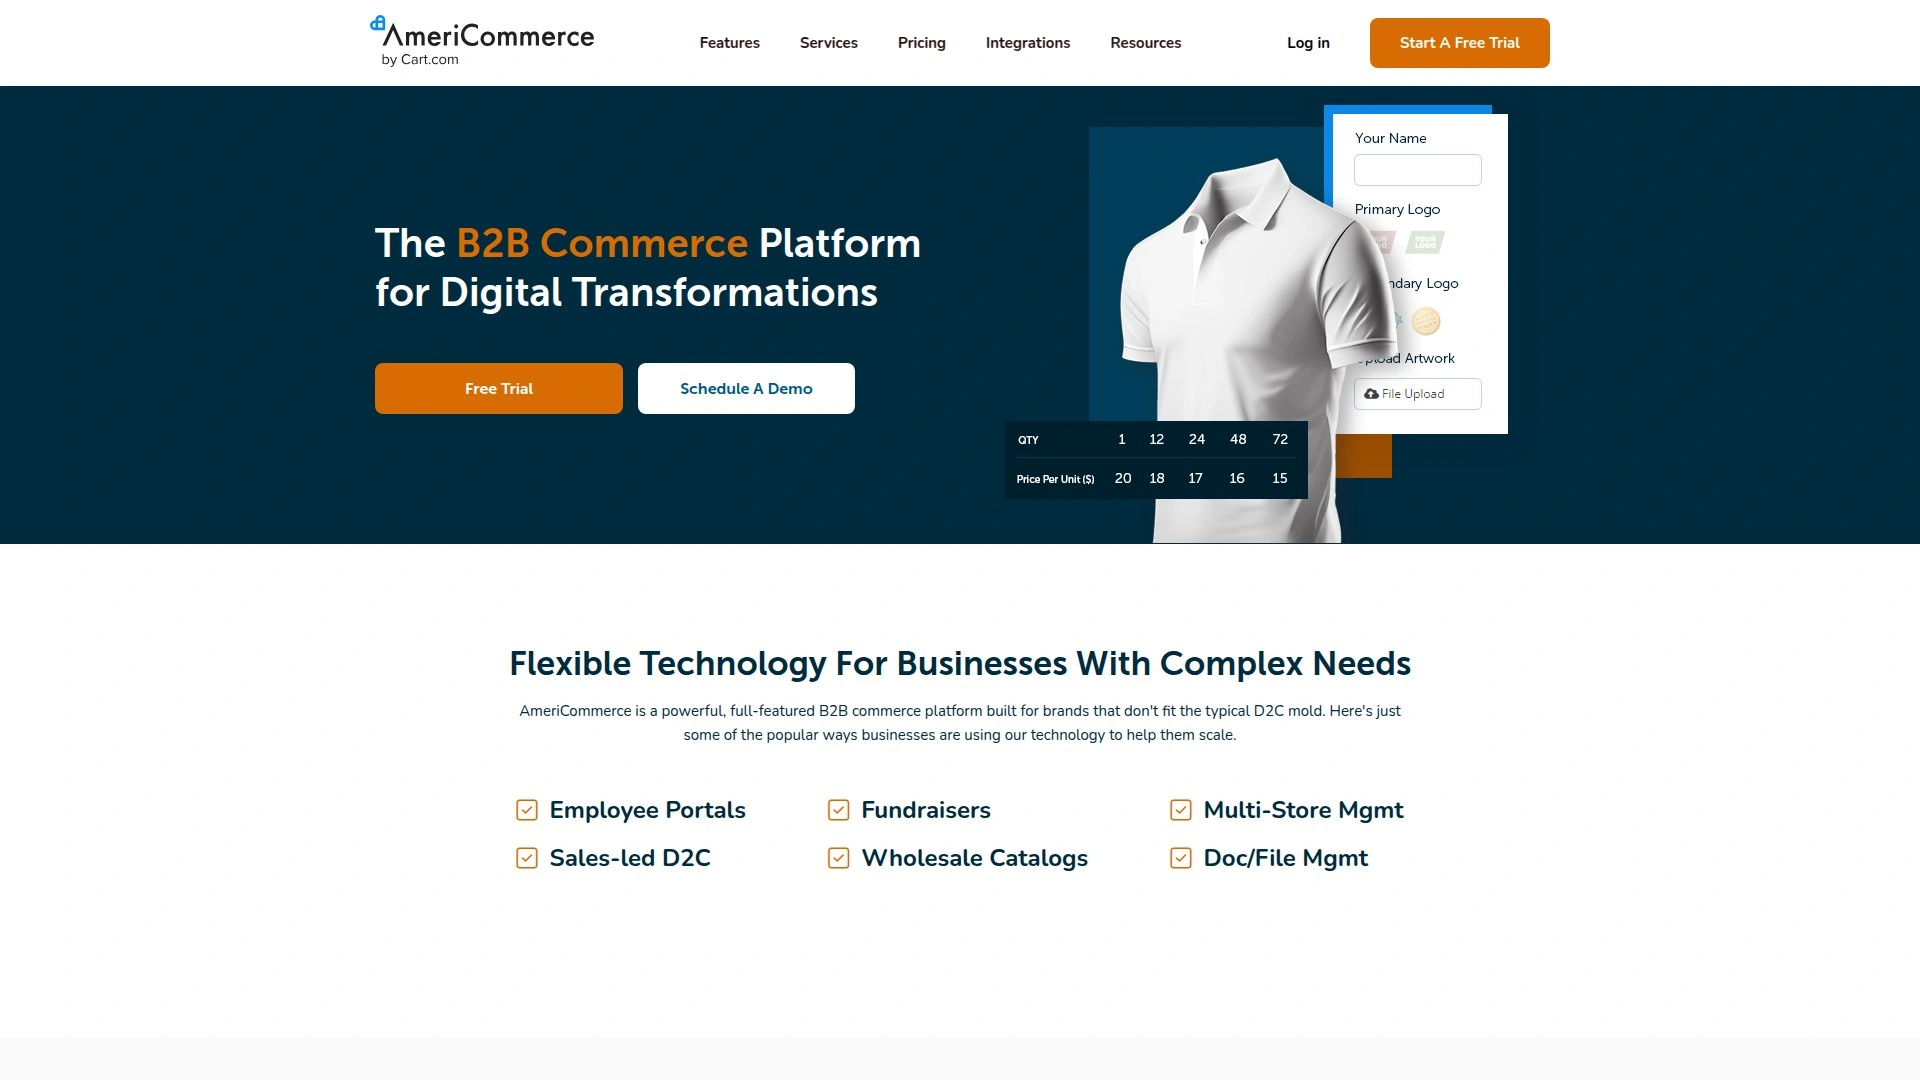 AmeriCommerce
by Cart.com
Features
Services
Pricing
Integrations
Resources
Log in
Start A Free Trial
The B2B Commerce Platform
for Digital Transformations
Free Trial
Schedule A Demo
Your Name
Primary Logo
YOUR
LOGO
ndary Logo
Upload Artwork
File Upload
QTY 1 12 24 48 72
Price Per Unit ($) 20 18 17 16 15
Flexible Technology For Businesses With Complex Needs
AmeriCommerce is a powerful, full-featured B2B commerce platform built for brands that don't fit the typical D2C mold. Here's just
some of the popular ways businesses are using our technology to help them scale.
Employee Portals
Fundraisers
Multi-Store Mgmt
Sales-led D2C
Wholesale Catalogs
Doc/File Mgmt